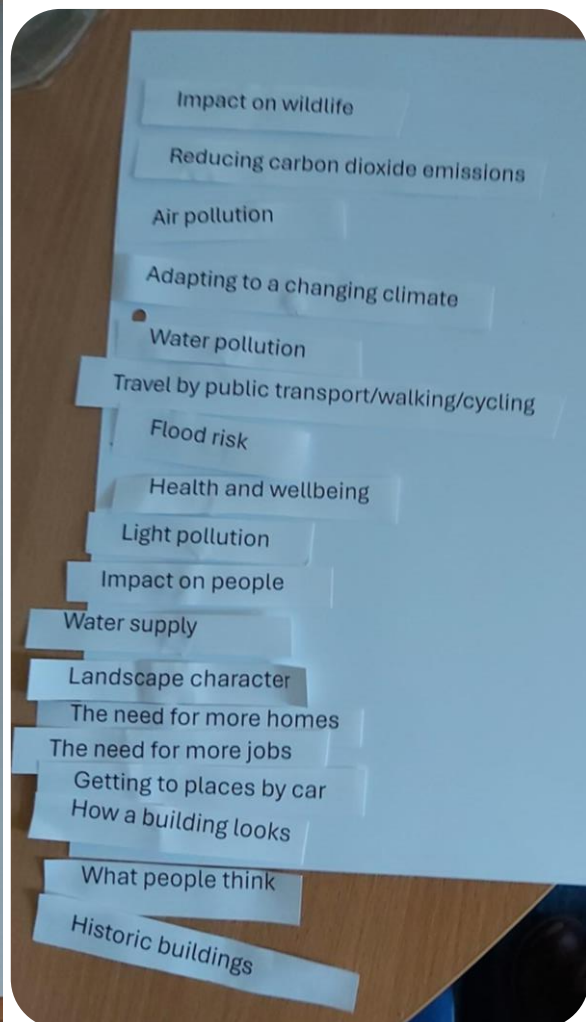 Impact on wildlife
Reducing carbon dioxide emissions
Air pollution
Adapting to a changing climate
Water pollution
Travel by public transport/walking/cycling
Flood risk
Health and wellbeing
Light pollution
Impact on people
Water supply
Landscape character
The need for more homes
The need for more jobs
Getting to places by car
How a building looks
What people think
Historic buildings